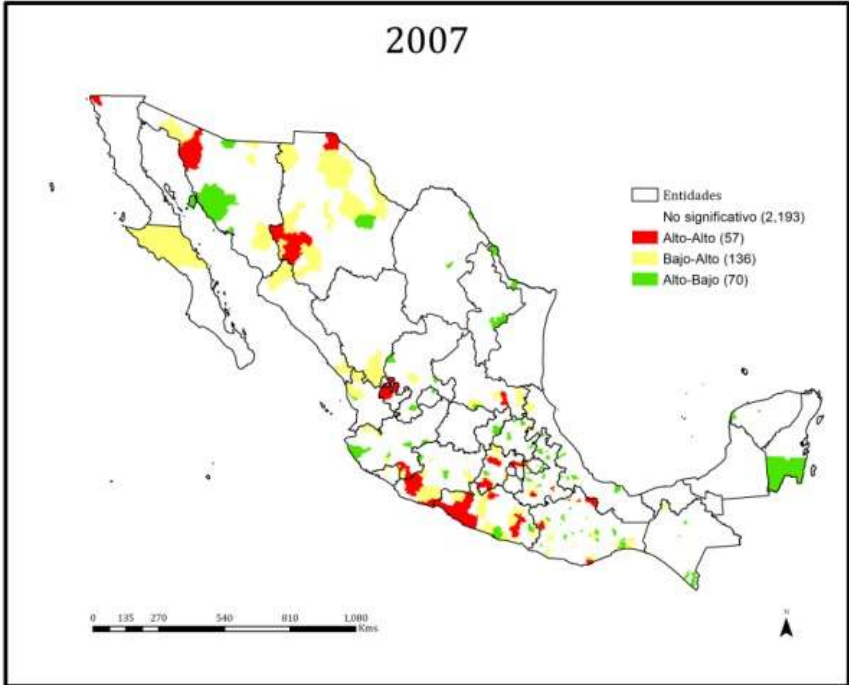 2007
Entidades
No significativo (2,193)
Alto-Alto (57)
Bajo-Alto (136)
Alto-Bajo (70)
0 135 270 540 810 1,080
Kms
N